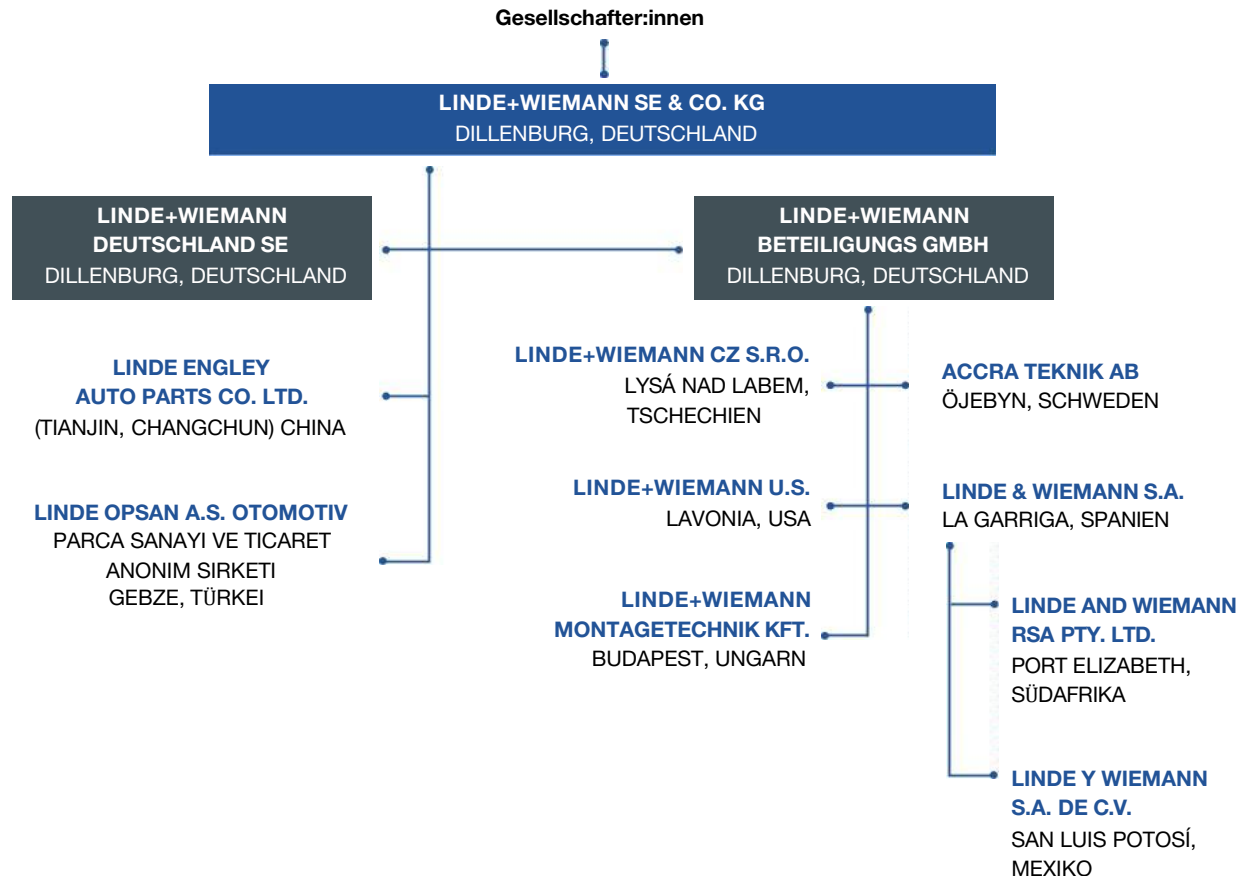 Gesellschafter:innen
LINDE+WIEMANN SE & CO. KG
DILLENBURG, DEUTSCHLAND
LINDE+WIEMANN
DEUTSCHLAND SE
DILLENBURG, DEUTSCHLAND
LINDE+WIEMANN
BETEILIGUNGS GMBH
DILLENBURG, DEUTSCHLAND
LINDE ENGLEY
AUTO PARTS CO. LTD.
(TIANJIN, CHANGCHUN) CHINA
LINDE OPSAN A.S. OTOMOTIV
PARCA SANAYI VE TICARET
ANONIM SIRKETI
GEBZE, TÜRKEI
LINDE+WIEMANN CZ S.R.O.
LYSÁ NAD LABEM,
TSCHECHIEN
LINDE+WIEMANN U.S.
LAVONIA, USA
LINDE+WIEMANN
MONTAGETECHNIK KFT.
BUDAPEST, UNGARN
ACCRA TEKNIK AB
ÖJEBYN, SCHWEDEN
LINDE & WIEMANN S.A.
LA GARRIGA, SPANIEN
LINDE AND WIEMANN
RSA PTY. LTD.
PORT ELIZABETH,
SÜDAFRIKA
LINDE Y WIEMANN
S.A. DE C.V.
SAN LUIS POTOSÍ,
MEXIKO